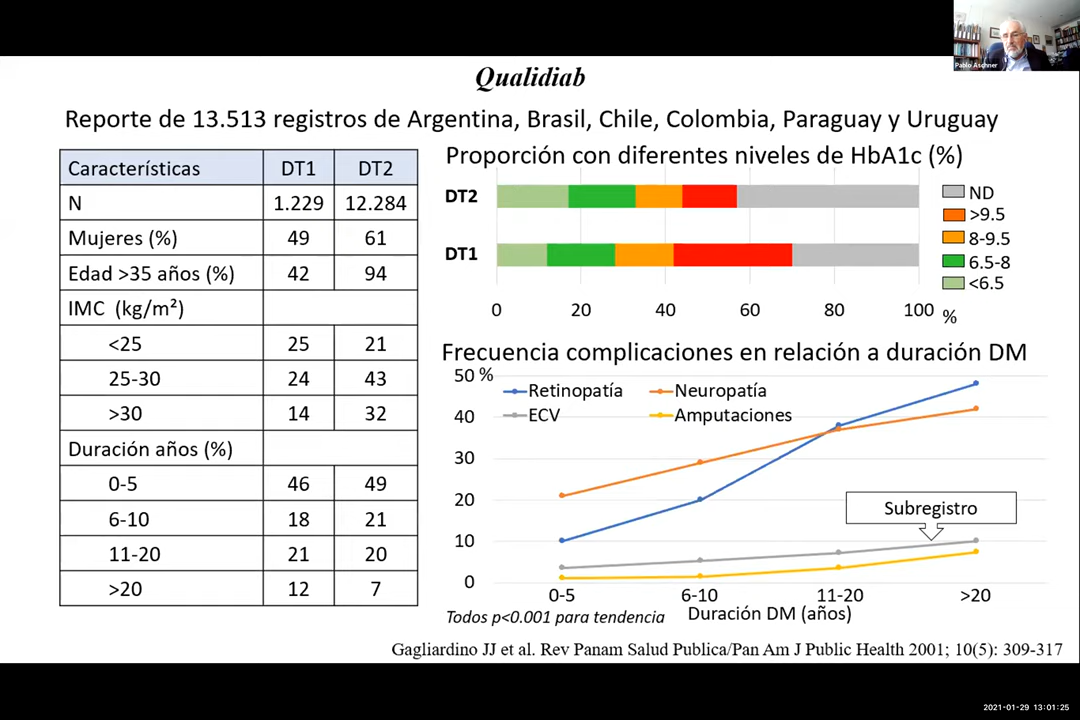 Pablo Aschner
Qualidiab
Reporte de 13.513 registros de Argentina, Brasil, Chile, Colombia, Paraguay y Uruguay
Características DT1 DT2
N 1.229 12.284
Mujeres (%) 49 61
Edad >35 años (%) 42 94
IMC (kg/m²)
<25 25 21
25-30 24 43
>30 14 32
Duración años (%)
0-5 46 49
6-10 18 21
11-20 21 20
>20 12 7
Proporción con diferentes niveles de HbA1c (%)
DT2
DT1
0 20 40 60 80 100 %
ND
>9.5
8-9.5
6.5-8
<6.5
Frecuencia complicaciones en relación a duración DM
50 %
40
30
20
10
0
Retinopatía Neuropatía
ECV Amputaciones
Subregistro
0-5 6-10 11-20 >20
Todos p<0.001 para tendencia
Duración DM (años)
Gagliardino JJ et al. Rev Panam Salud Publica/Pan Am J Public Health 2001; 10(5): 309-317
2021-01-29 13:01:25